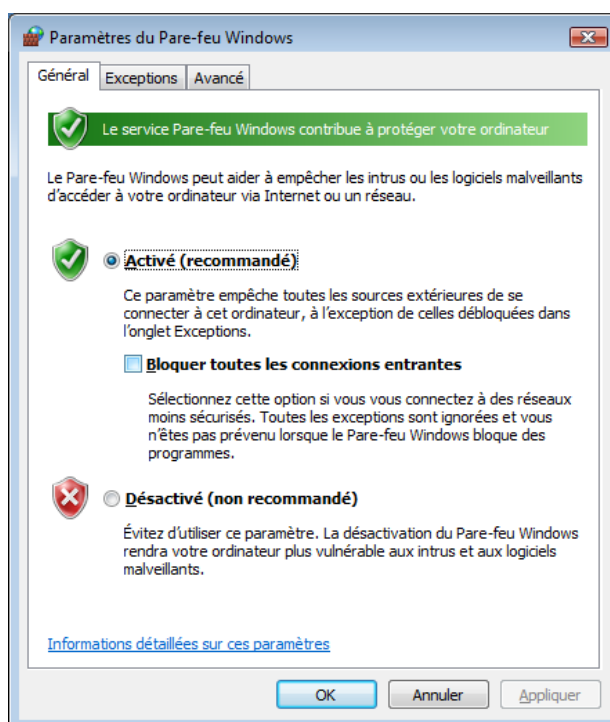 Paramètres du Pare-feu Windows
Général
Exceptions
Avancé
Le service Pare-feu Windows contribue à protéger votre ordinateur
Le Pare-feu Windows peut aider à empêcher les intrus ou les logiciels malveillants
d'accéder à votre ordinateur via Internet ou un réseau.
Activé (recommandé)
Ce paramètre empêche toutes les sources extérieures de se
connecter à cet ordinateur, à l'exception de celles débloquées dans
l'onglet Exceptions.
Bloquer toutes les connexions entrantes
Sélectionnez cette option si vous vous connectez à des réseaux
moins sécurisés. Toutes les exceptions sont ignorées et vous
n'êtes pas prévenu lorsque le Pare-feu Windows bloque des
programmes.
Désactivé (non recommandé)
Évitez d'utiliser ce paramètre. La désactivation du Pare-feu Windows
rendra votre ordinateur plus vulnérable aux intrus et aux logiciels
malveillants.
Informations détaillées sur ces paramètres
OK
Annuler
Appliquer